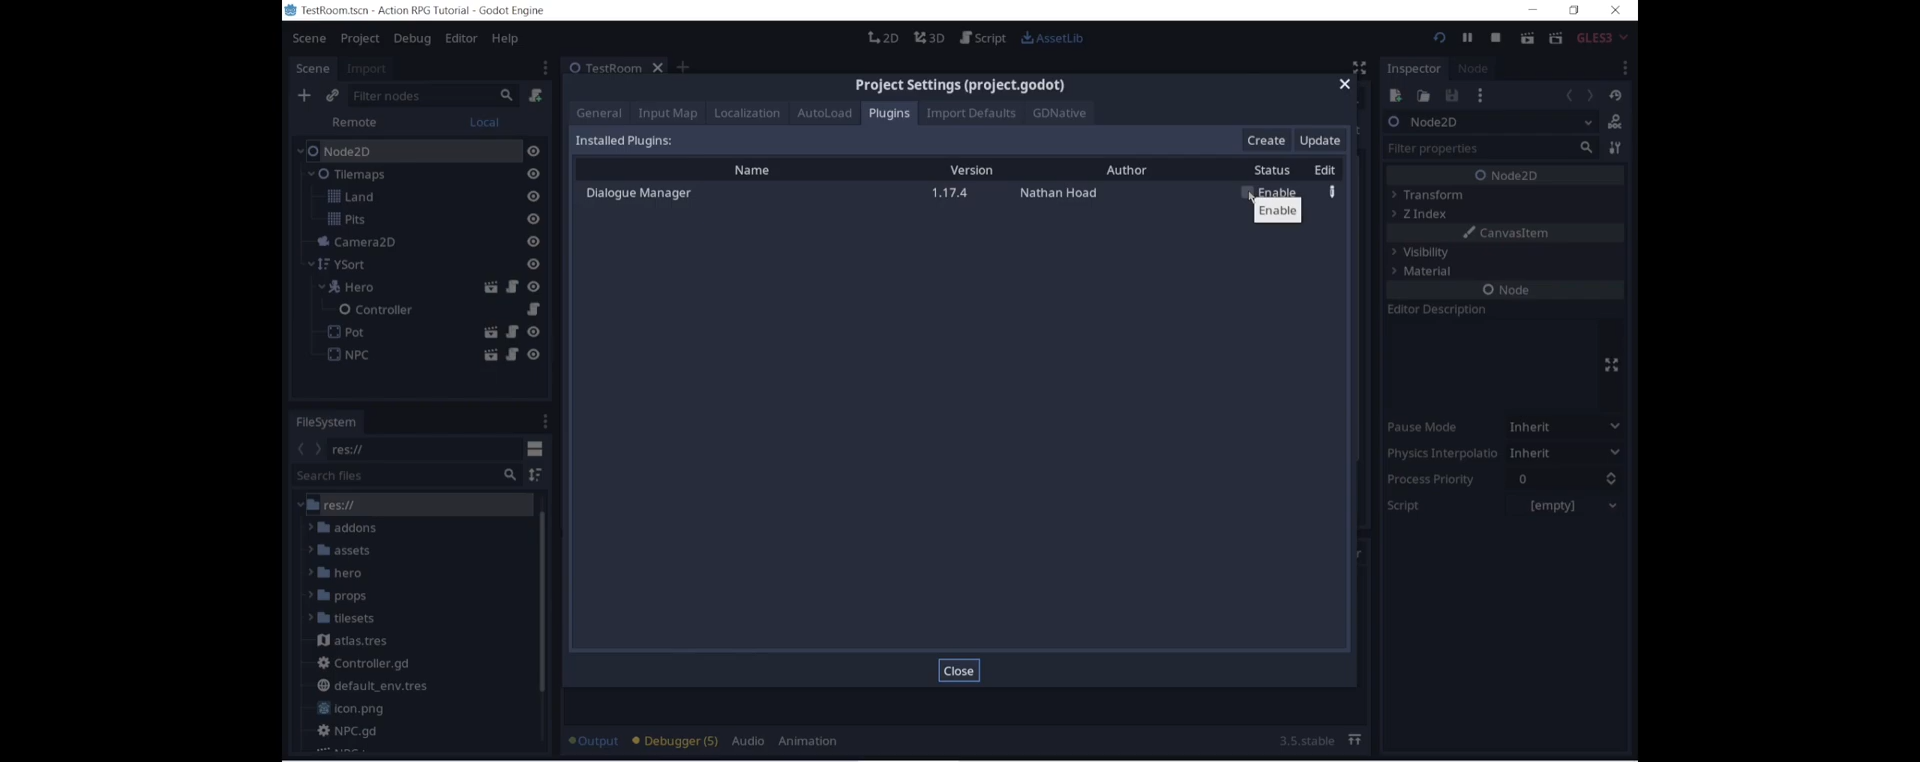 TestRoom.tscn - Action RPG Tutorial - Godot Engine
Scene Project Debug Editor Help
2D 3D Script AssetLib
GLES3
Scene Import
Filter nodes
Remote Local
Node2D
Tilemaps
Land
Pits
Camera2D
YSort
Hero
Controller
Pot
NPC
FileSystem
res://
Search files
res://
addons
assets
hero
props
tilesets
atlas.tres
Controller.gd
default_env.tres
icon.png
NPC.gd
TestRoom
Project Settings (project.godot)
General Input Map Localization AutoLoad Plugins Import Defaults GDNative
Installed Plugins: Create Update
Name Version Author Status Edit
Dialogue Manager 1.17.4 Nathan Hoad Enable
Enable
Close
Output Debugger (5) Audio Animation 3.5.stable
Inspector Node
Node2D
Filter properties
Node2D
Transform
Z Index
CanvasItem
Visibility
Material
Node
Editor Description
Pause Mode Inherit
Physics Interpolatio Inherit
Process Priority 0
Script [empty]